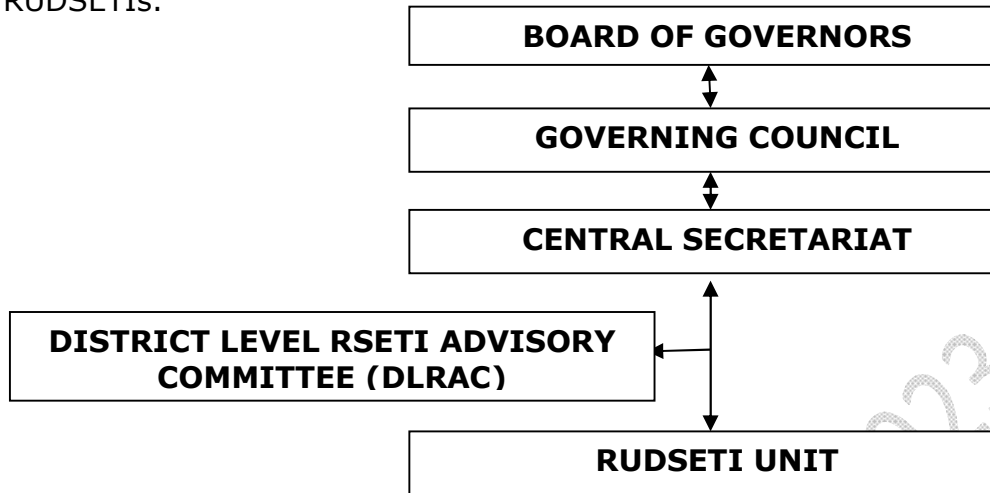 RUDSETIs.
BOARD OF GOVERNORS
GOVERNING COUNCIL
CENTRAL SECRETARIAT
DISTRICT LEVEL RSETI ADVISORY
COMMITTEE (DLRAC)
RUDSETI UNIT